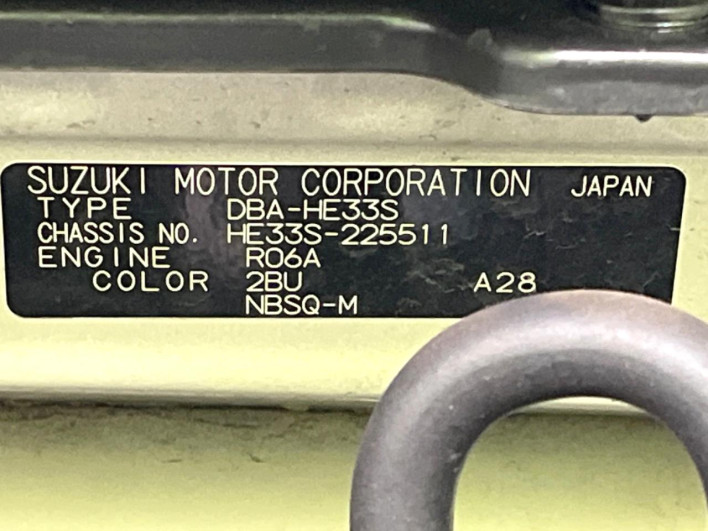 SUZUKI MOTOR CORPORATION JAPAN
TYPE DBA-HE33S
CHASSIS NO. HE33S-225511
ENGINE R06A
COLOR 2BU A28
NBSQ-M